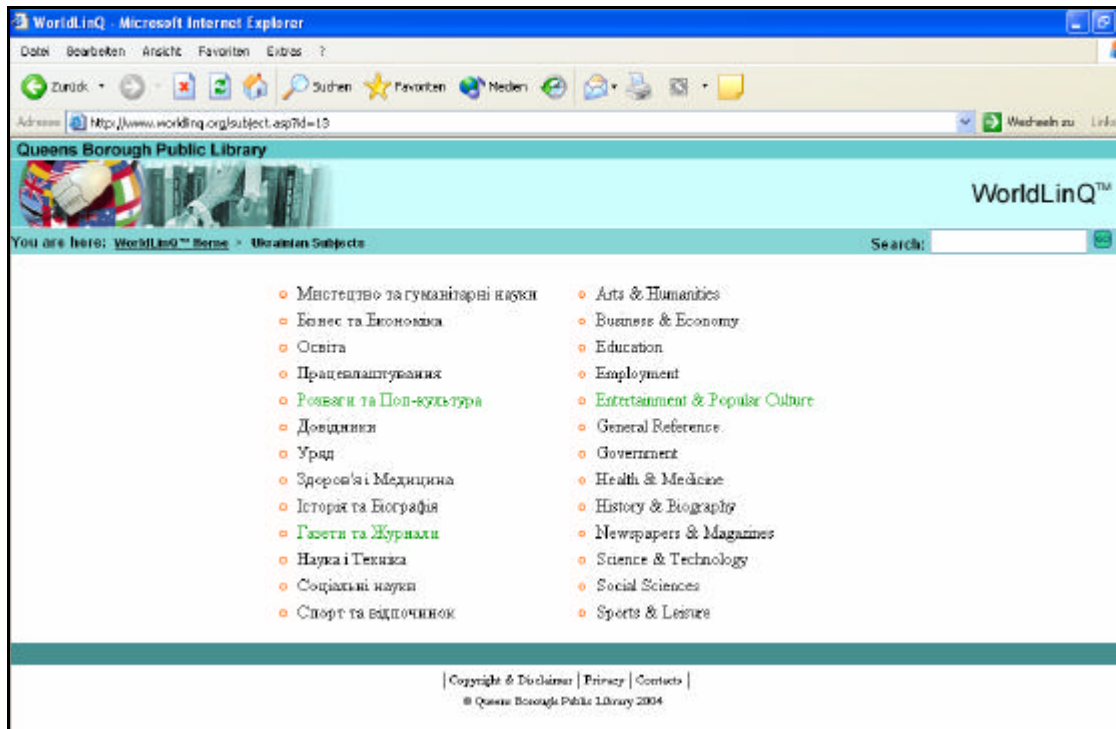 WorldLinQ - Microsoft Internet Explorer
Datei Bearbeiten Ansicht Favoriten Extras ?
Zurück Suchen Favoriten Medien
Adresse http://www.worldlinq.org/subject.asp?id=13 Wechseln zu Links
Queens Borough Public Library
WorldLinQ™
You are here: WorldLinQ™ Home > Ukrainian Subjects Search: GO
Мистецтво та гуманітарні науки Arts & Humanities
Бізнес та Економіка Business & Economy
Освіта Education
Працевлаштування Employment
Розваги та Поп-культура Entertainment & Popular Culture
Довідники General Reference
Уряд Government
Здоров'я і Медицина Health & Medicine
Історія та Біографія History & Biography
Газети та Журнали Newspapers & Magazines
Наука і Техніка Science & Technology
Соціальні науки Social Sciences
Спорт та відпочинок Sports & Leisure
| Copyright & Disclaimer | Privacy | Contacts |
© Queens Borough Public Library 2004